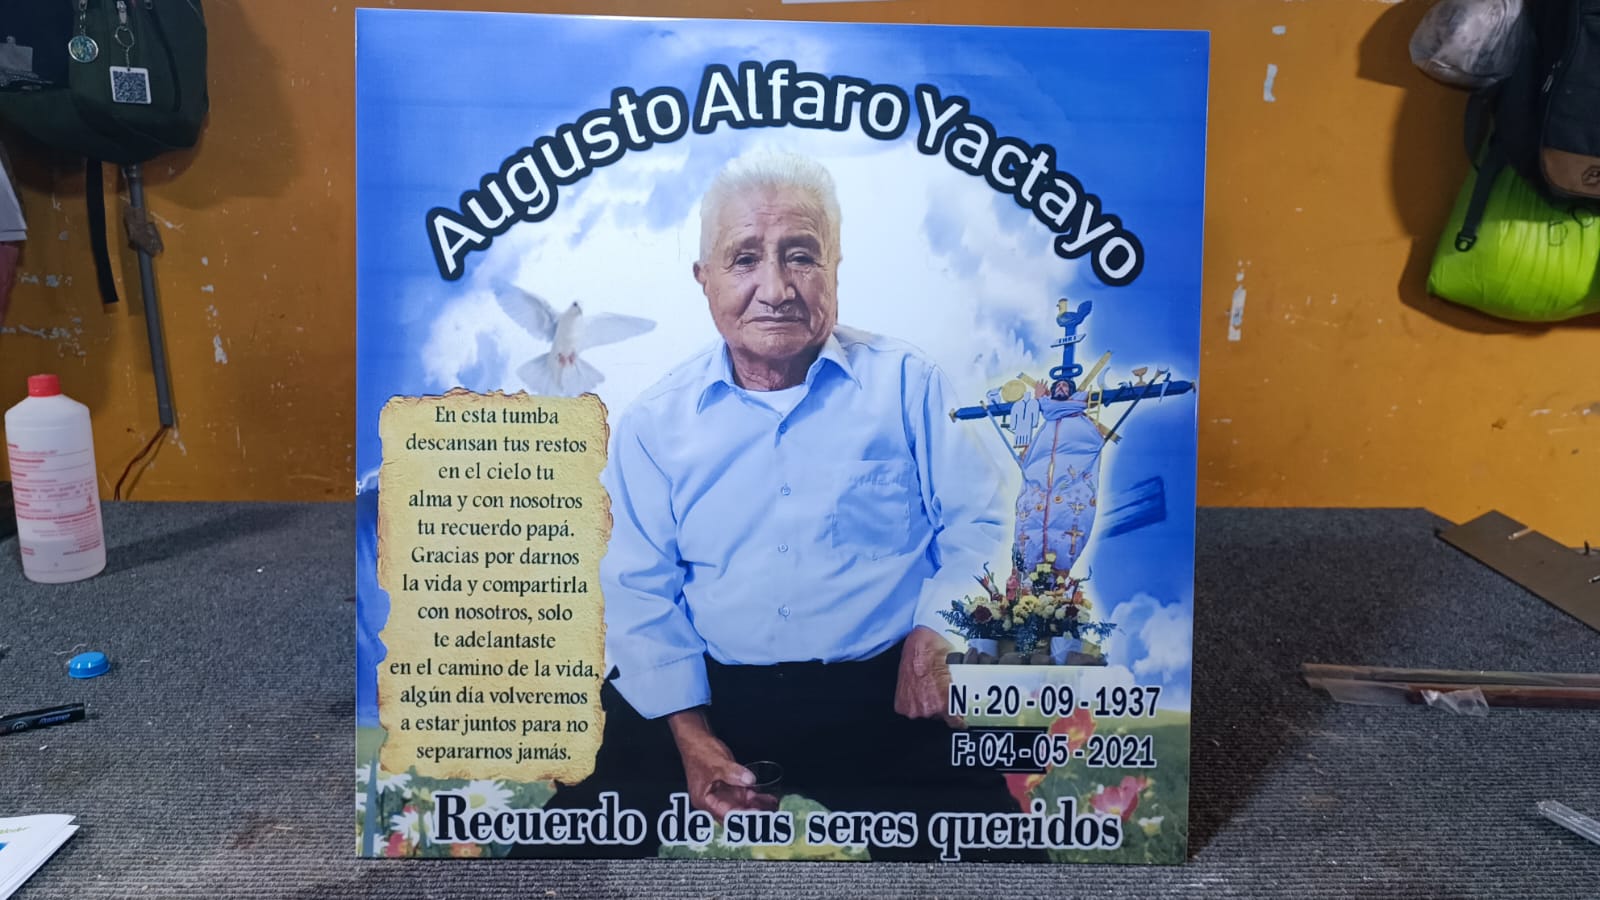 Augusto Alfaro Yactayo
INRI
En esta tumba
descansan tus restos
en el cielo tu
alma y con nosotros
tu recuerdo papá.
Gracias por darnos
la vida y compartirla
con nosotros, solo
te adelantaste
en el camino de la vida,
algún día volveremos
a estar juntos para no
separarnos jamás.
N: 20-09-1937
F: 04-05-2021
Recuerdo de sus seres queridos